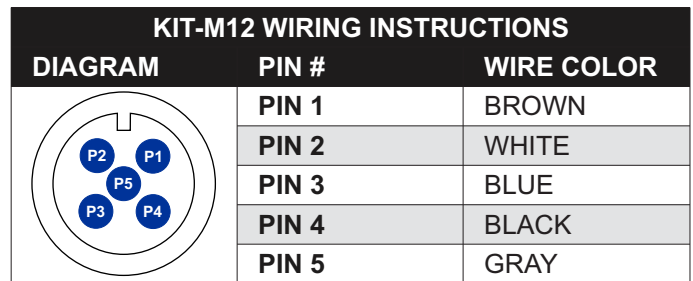 KIT-M12 WIRING INSTRUCTIONS
DIAGRAM PIN # WIRE COLOR
PIN 1 BROWN
P2 P1 PIN 2 WHITE
P5 PIN 3 BLUE
P3 P4 PIN 4 BLACK
PIN 5 GRAY